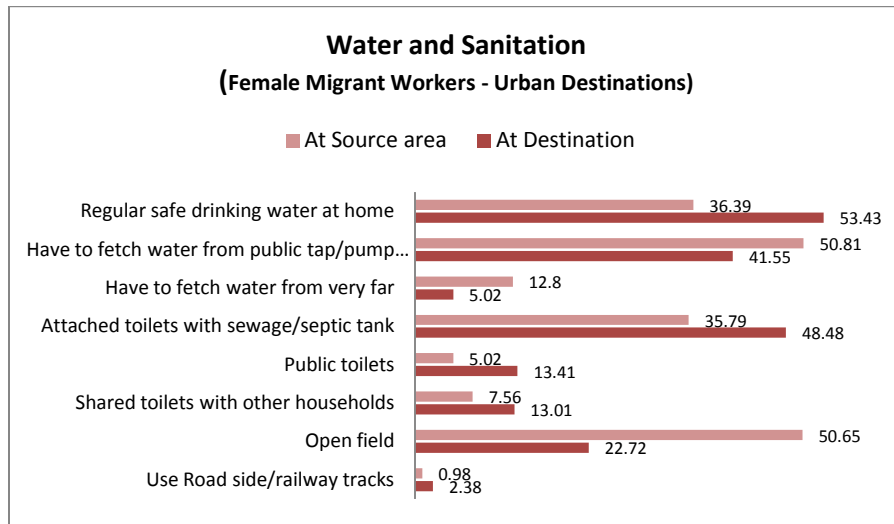 Water and Sanitation
(Female Migrant Workers - Urban Destinations)
At Source area At Destination
Regular safe drinking water at home 36.39
53.43
Have to fetch water from public tap/pump... 50.81
41.55
Have to fetch water from very far 12.8
5.02
Attached toilets with sewage/septic tank 35.79
48.48
Public toilets 5.02
13.41
Shared toilets with other households 7.56
13.01
Open field 50.65
22.72
Use Road side/railway tracks 0.98
2.38